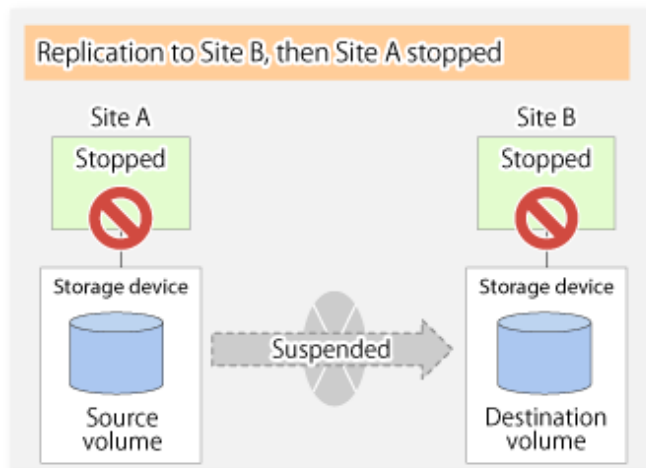 Replication to Site B, then Site A stopped
Site A
Site B
Stopped
Stopped
Storage device
Storage device
Suspended
Source
volume
Destination
volume